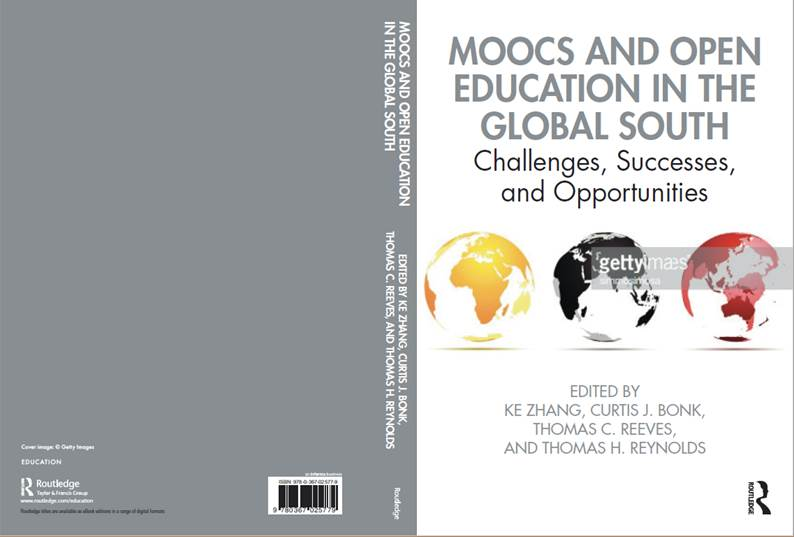 MOOCS AND OPEN
EDUCATION IN THE
GLOBAL SOUTH
Challenges, Successes,
and Opportunities
gettyimages
EDITED BY
KE ZHANG, CURTIS J. BONK,
THOMAS C. REEVES,
AND THOMAS H. REYNOLDS
ROUTLEDGE
MOOCS AND OPEN EDUCATION
IN THE GLOBAL SOUTH
EDITED BY KE ZHANG, CURTIS J. BONK,
THOMAS C. REEVES, AND THOMAS H. REYNOLDS
Routledge
Cover image: © Getty Images
EDUCATION
Routledge
Taylor & Francis Group
www.routledge.com/education
Routledge titles are available as eBook editions in a range of digital formats
an informa business
ISBN 978-0-367-02577-9
9 780367 025779